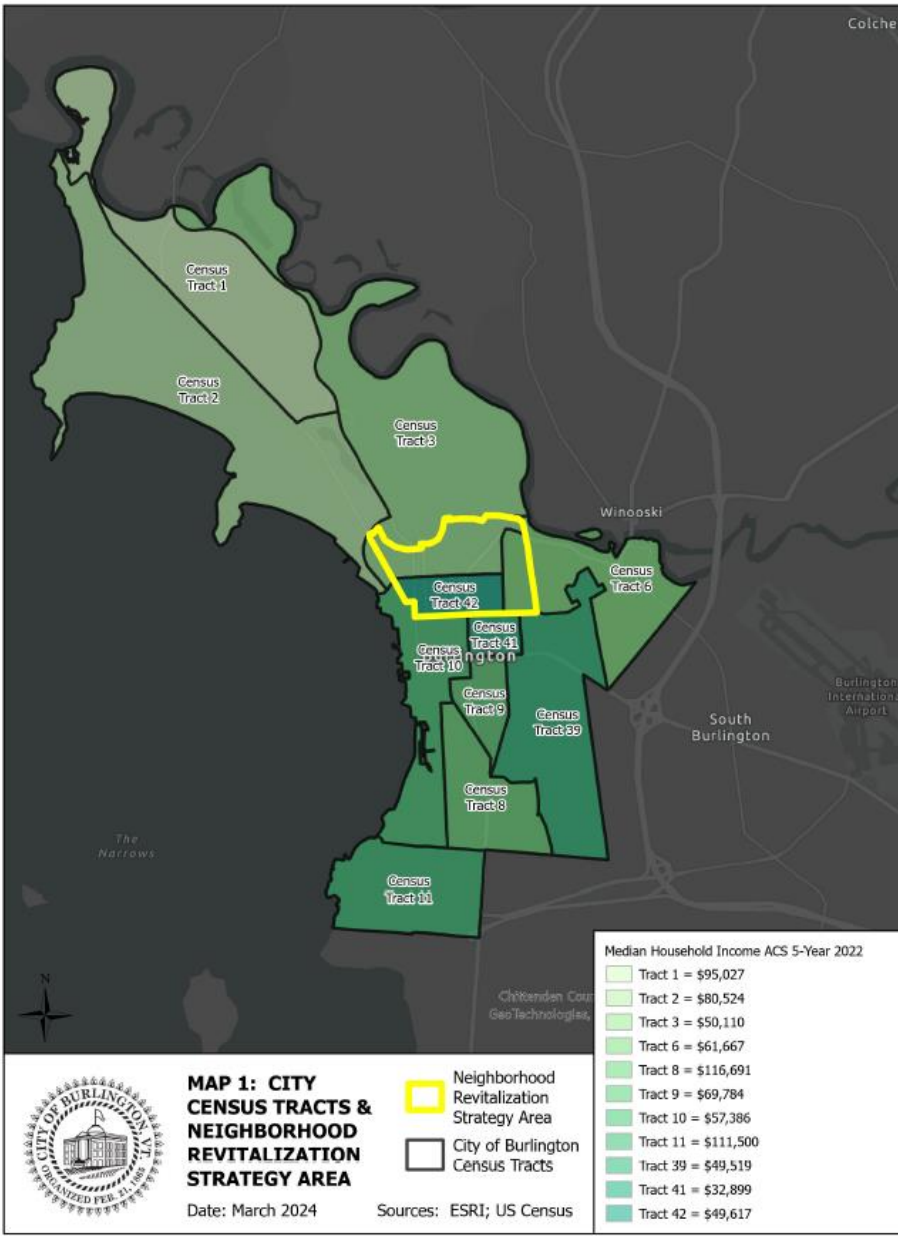 Colche
Census
Tract 1
Census
Tract 2
Census
Tract 3
Winooski
Census
Tract 6
Census
Tract 42
Census
Tract 41
Burlington
Census
Tract 10
Census
Tract 9
Census
Tract 39
South
Burlington
Burlington
Internationa
Airport
Census
Tract 8
The
Narrows
Census
Tract 11
N
Chittenden Cou
GeoTechnologies,
Median Household Income ACS 5-Year 2022
Tract 1 = $95,027
Tract 2 = $80,524
Tract 3 = $50,110
Tract 6 = $61,667
Tract 8 = $116,691
Tract 9 = $69,784
Tract 10 = $57,386
Tract 11 = $111,500
Tract 39 = $49,519
Tract 41 = $32,899
Tract 42 = $49,617
CITY OF BURLINGTON, VT.
ORGANIZED FEB. 21, 1865
MAP 1: CITY
CENSUS TRACTS &
NEIGHBORHOOD
REVITALIZATION
STRATEGY AREA
Date: March 2024
Neighborhood
Revitalization
Strategy Area
City of Burlington
Census Tracts
Sources: ESRI; US Census